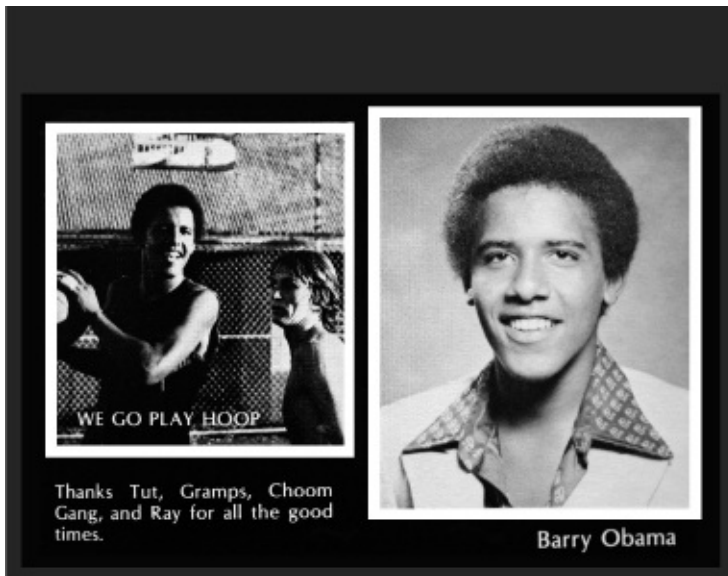 WE GO PLAY HOOP
Thanks Tut, Gramps, Choom
Gang, and Ray for all the good
times.
Barry Obama